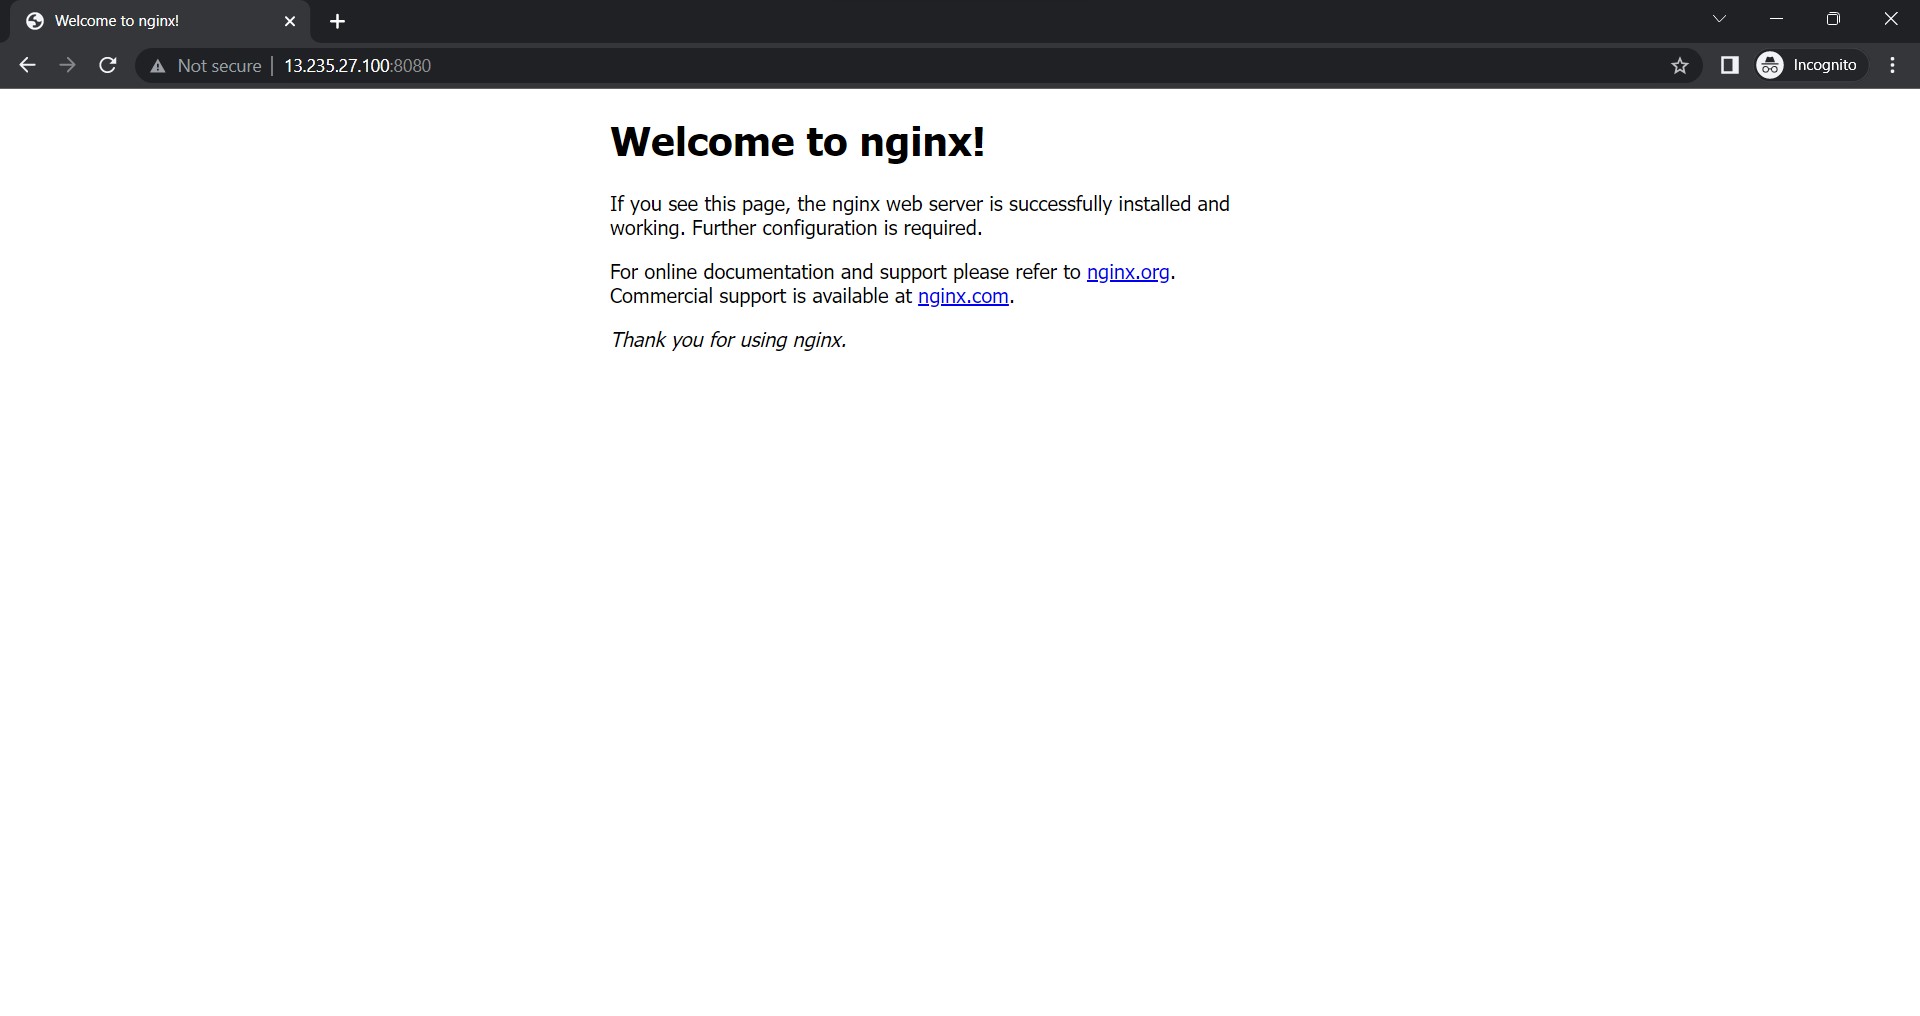 Welcome to nginx!
Not secure
13.235.27.100:8080
Incognito
Welcome to nginx!
If you see this page, the nginx web server is successfully installed and
working. Further configuration is required.
For online documentation and support please refer to nginx.org.
Commercial support is available at nginx.com.
Thank you for using nginx.